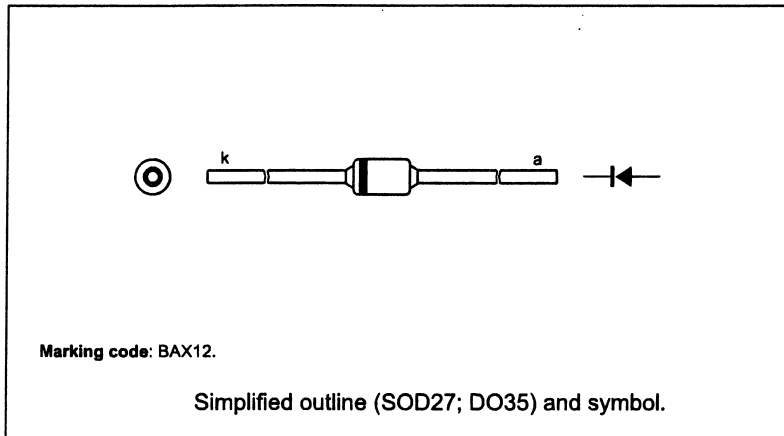 k
a
Marking code: BAX12.
Simplified outline (SOD27; DO35) and symbol.